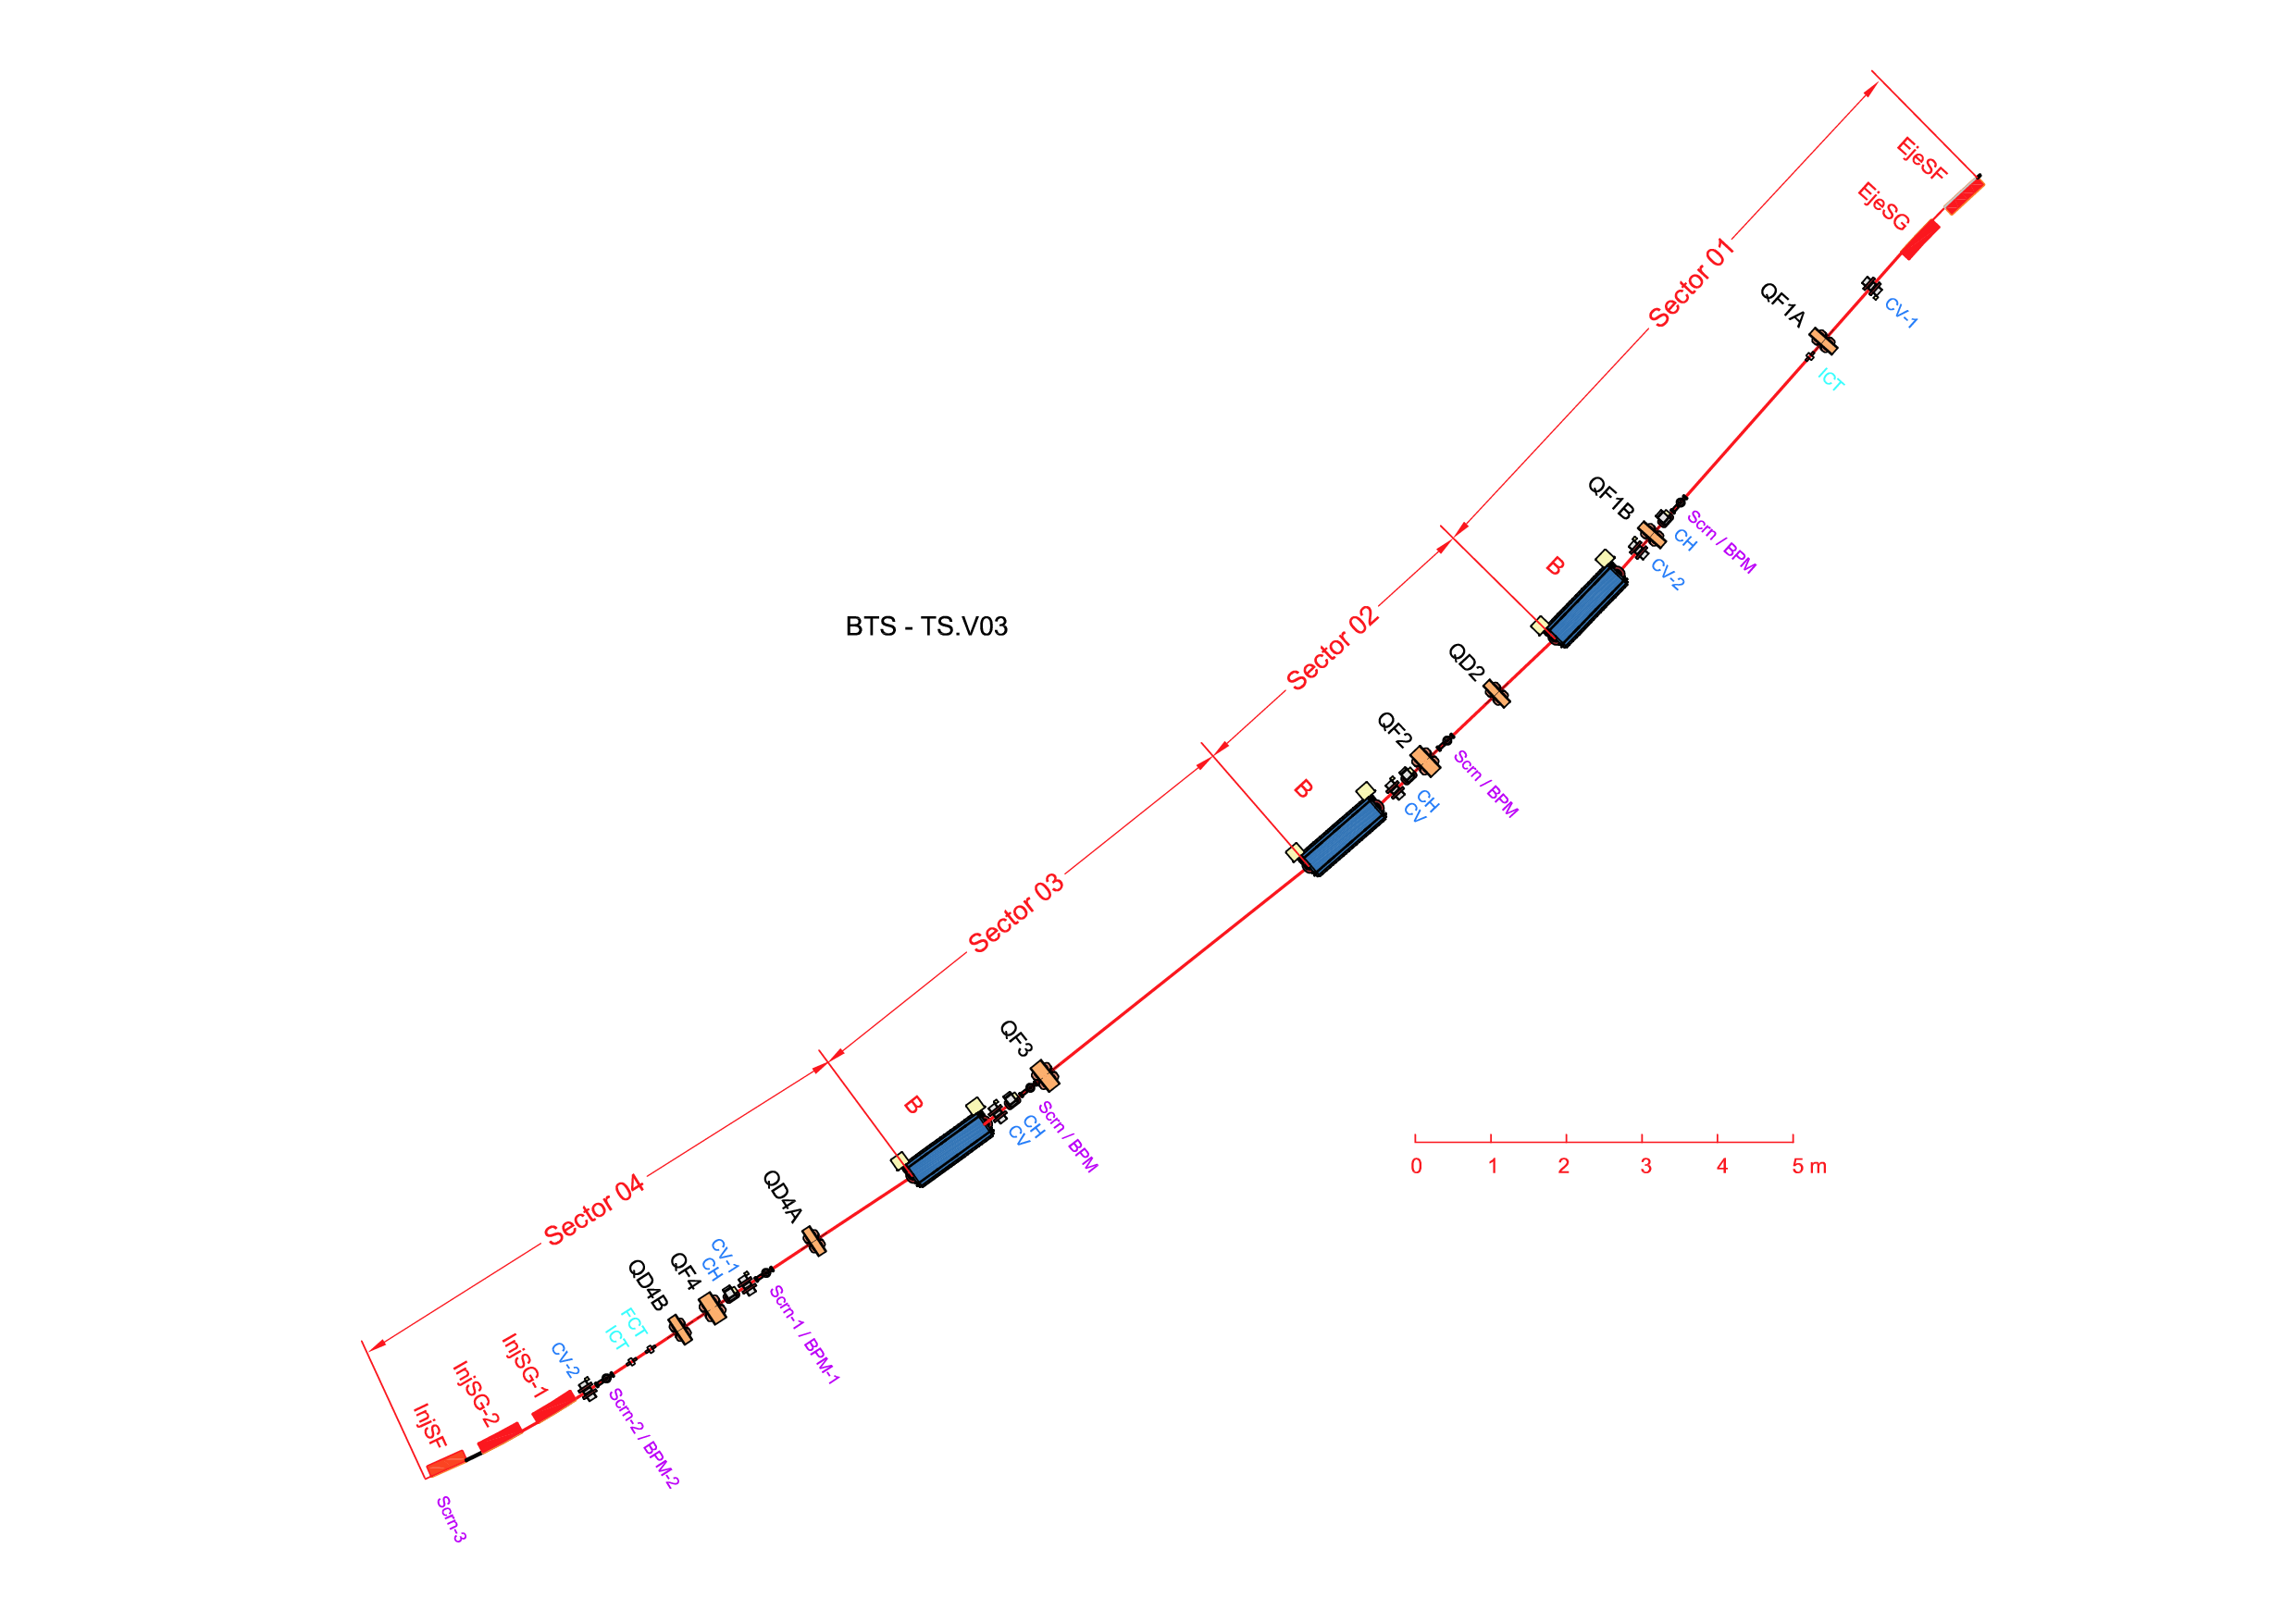 EjeSF
EjeSG
Sector 01
CV-1
QF1A
ICT
QF1B
Scrn / BPM
CH
CV-2
B
BTS - TS.V03
Sector 02
QD2
QF2
Scrn / BPM
CH
CV
B
Sector 03
QF3
Scrn / BPM
CH
CV
B
0 1 2 3 4 5 m
Sector 04
QD4A
CV-1
CH
QF4
QD4B
Scrn-1 / BPM-1
FCT
ICT
CV-2
InjSG-1
InjSG-2
InjSF
Scrn-2 / BPM-2
Scrn-3